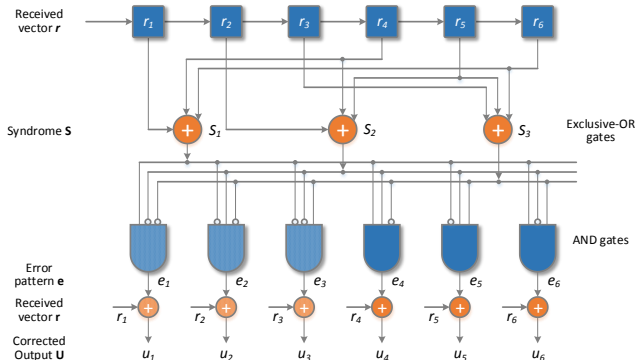 Received
vector r
r1 r2 r3 r4 r5 r6
Syndrome S
S1 S2 S3
Exclusive-OR
gates
AND gates
Error
pattern e
e1 e2 e3 e4 e5 e6
Received
vector r
r1 r2 r3 r4 r5 r6
Corrected
Output U
u1 u2 u3 u4 u5 u6